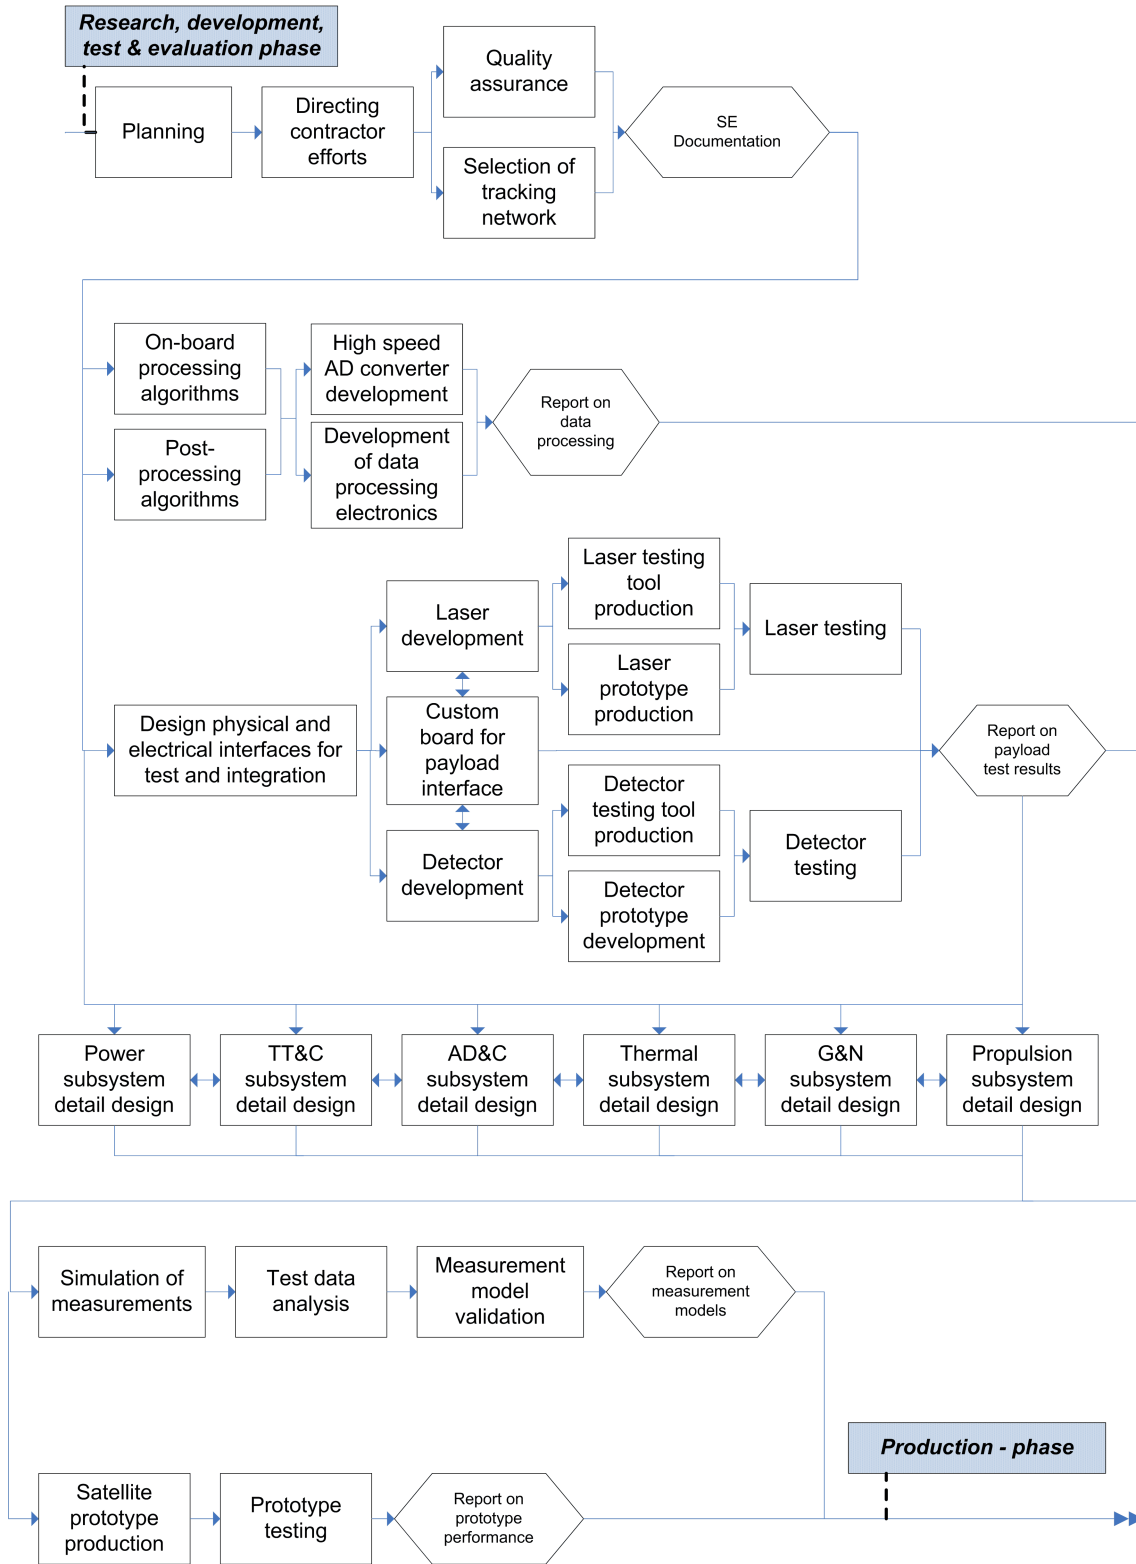 Research, development,
test & evaluation phase
Planning
Directing
contractor
efforts
Quality
assurance
Selection of
tracking
network
SE
Documentation
On-board
processing
algorithms
Post-
processing
algorithms
High speed
AD converter
development
Development
of data
processing
electronics
Report on
data
processing
Design physical and
electrical interfaces for
test and integration
Laser
development
Custom
board for
payload
interface
Detector
development
Laser testing
tool
production
Laser
prototype
production
Detector
testing tool
production
Detector
prototype
development
Laser testing
Detector
testing
Report on
payload
test results
Power
subsystem
detail design
TT&C
subsystem
detail design
AD&C
subsystem
detail design
Thermal
subsystem
detail design
G&N
subsystem
detail design
Propulsion
subsystem
detail design
Simulation of
measurements
Test data
analysis
Measurement
model
validation
Report on
measurement
models
Production - phase
Satellite
prototype
production
Prototype
testing
Report on
prototype
performance